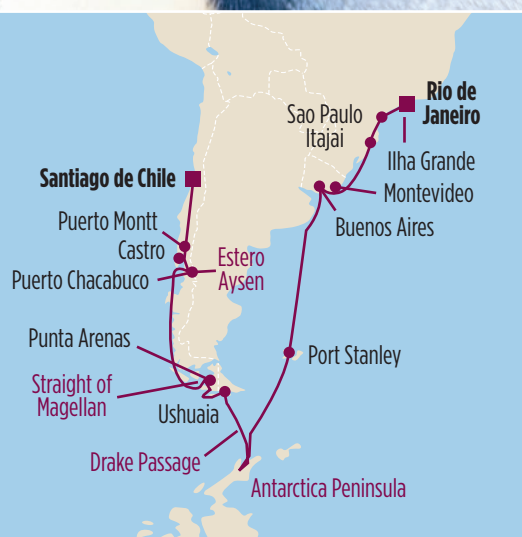 Rio de
Janeiro
Sao Paulo
Itajai
Ilha Grande
Santiago de Chile
Montevideo
Puerto Montt
Buenos Aires
Castro
Estero
Aysen
Puerto Chacabuco
Punta Arenas
Port Stanley
Straight of
Magellan
Ushuaia
Drake Passage
Antarctica Peninsula